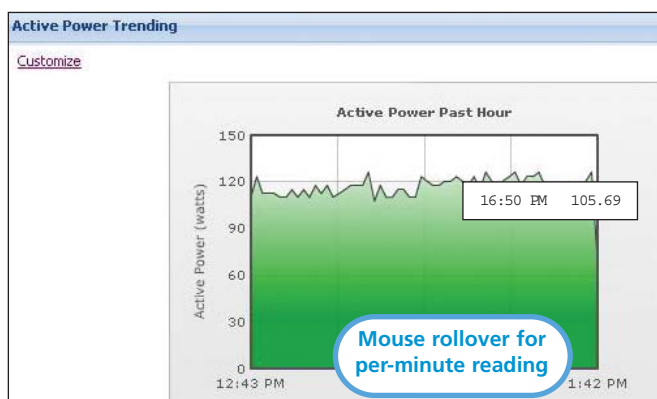 Active Power Trending
Customize
Active Power Past Hour
150
120
90
60
30
0
Active Power (watts)
16:50 PM 105.69
Mouse rollover for
per-minute reading
12:43 PM
1:42 PM